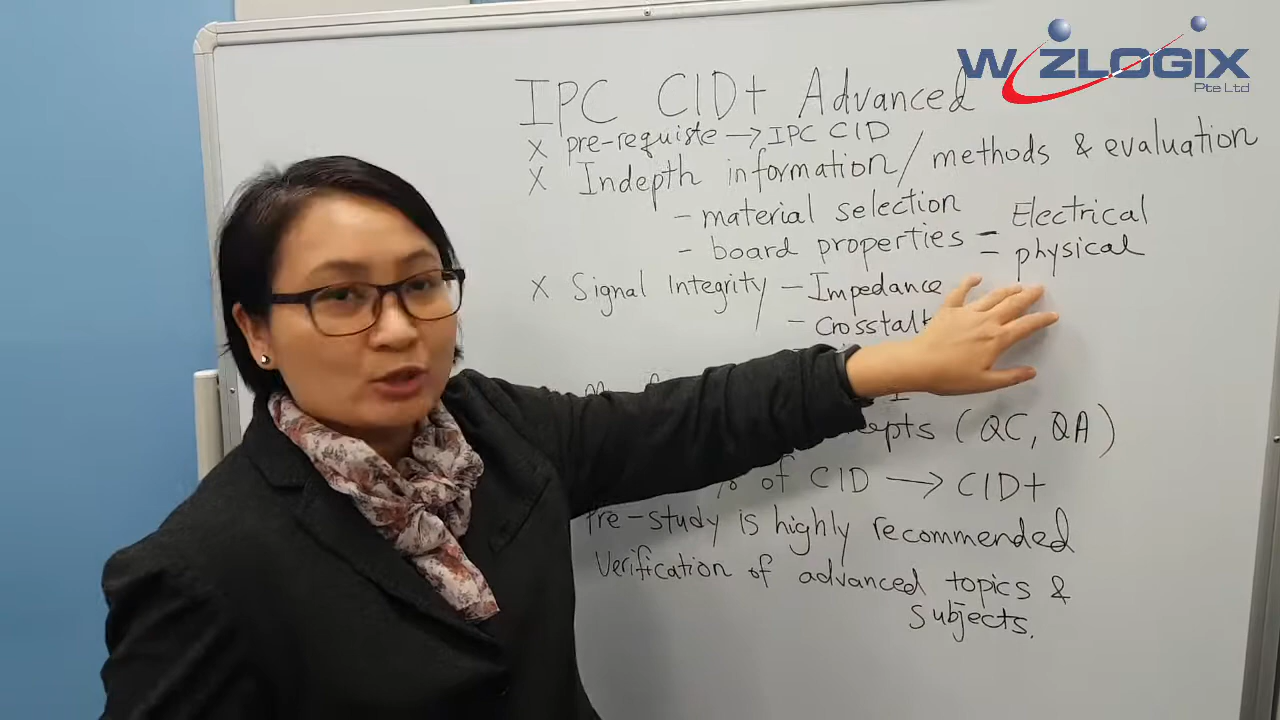 WIZLOGIX
Pte Ltd
IPC CID+ Advanced
X pre-requiste → IPC CID
X Indepth information / methods & evaluation
- material selection
- board properties - Electrical
- physical
X Signal Integrity - Impedance
- Crosstalk
(QC, QA)
% of CID → CID+
Pre-study is highly recommended
Verification of advanced topics &
Subjects.